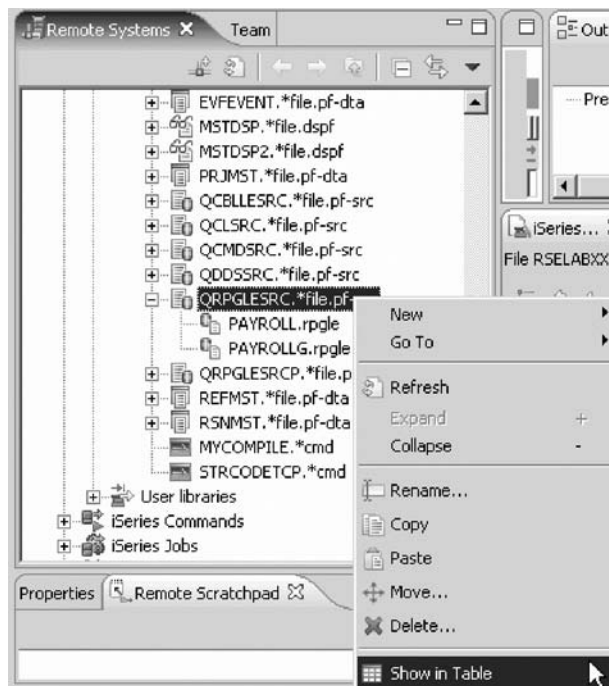 Remote Systems
Team
Out
EVFEVENT.*file.pf-dta
MSTDSP.*file.dspf
MSTDSP2.*file.dspf
PRJMST.*file.pf-dta
QCBLLESRC.*file.pf-src
QCLSRC.*file.pf-src
QCMDSRC.*file.pf-src
QDDSSRC.*file.pf-src
QRPGLESRC.*file.pf-
PAYROLL.rpgle
PAYROLLG.rpgle
QRPGLESRCP.*file.p
REFMST.*file.pf-dta
RSNMST.*file.pf-dta
MYCOMPILE.*cmd
STRCODETCP.*cmd
User libraries
iSeries Commands
iSeries Jobs
Pre
iSeries...
File RSELABXX
New
Go To
Refresh
Expand +
Collapse -
Rename...
Copy
Paste
Move...
Delete...
Show in Table
Properties
Remote Scratchpad